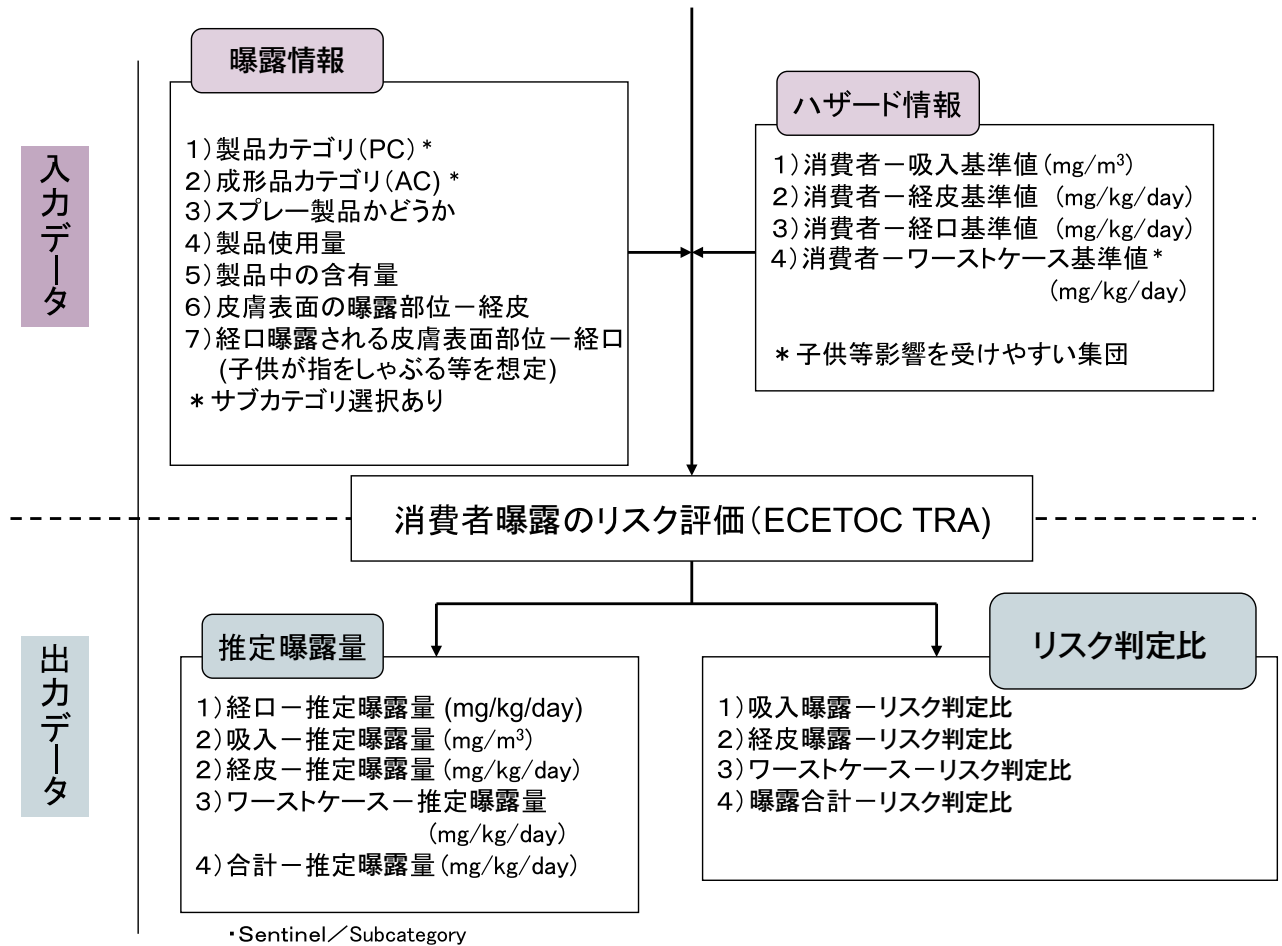 入力データ
曝露情報
1)製品カテゴリ(PC) *
2)成形品カテゴリ(AC) *
3)スプレー製品かどうか
4)製品使用量
5)製品中の含有量
6)皮膚表面の曝露部位－経皮
7)経口曝露される皮膚表面部位－経口
(子供が指をしゃぶる等を想定)
* サブカテゴリ選択あり
ハザード情報
1)消費者－吸入基準値(mg/m³)
2)消費者－経皮基準値 (mg/kg/day)
3)消費者－経口基準値 (mg/kg/day)
4)消費者－ワーストケース基準値*
(mg/kg/day)
* 子供等影響を受けやすい集団
消費者曝露のリスク評価(ECETOC TRA)
出力データ
推定曝露量
1)経口－推定曝露量 (mg/kg/day)
2)吸入－推定曝露量(mg/m³)
2)経皮－推定曝露量(mg/kg/day)
3)ワーストケース－推定曝露量
(mg/kg/day)
4)合計－推定曝露量(mg/kg/day)
・Sentinel／Subcategory
リスク判定比
1)吸入曝露－リスク判定比
2)経皮曝露－リスク判定比
3)ワーストケース－リスク判定比
4)曝露合計－リスク判定比